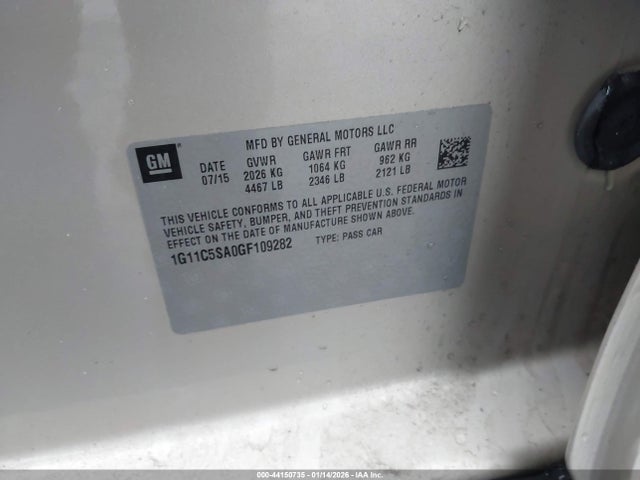 MFD BY GENERAL MOTORS LLC
GM
DATE GVWR GAWR FRT GAWR RR
07/15 2026 KG 1064 KG 962 KG
4467 LB 2346 LB 2121 LB
THIS VEHICLE CONFORMS TO ALL APPLICABLE U.S. FEDERAL MOTOR
VEHICLE SAFETY, BUMPER, AND THEFT PREVENTION STANDARDS IN
EFFECT ON THE DATE OF MANUFACTURE SHOWN ABOVE.
1G11C5SA0GF109282 TYPE: PASS CAR
000-44150735 - 01/14/2026 - IAA Inc.